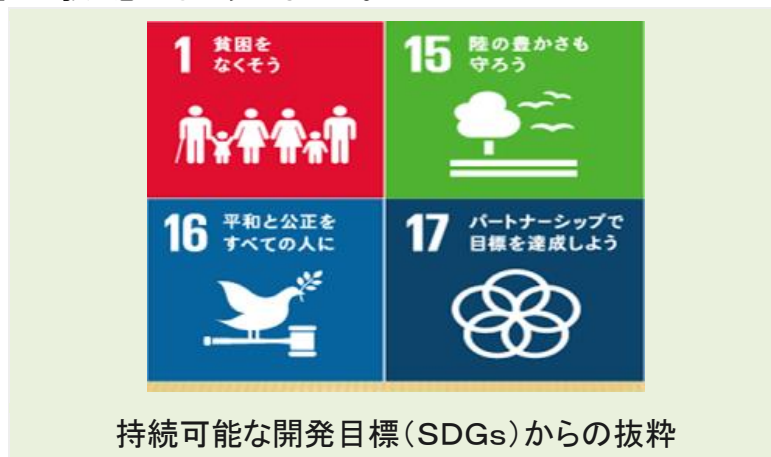 1 貧困を
なくそう
15 陸の豊かさも
守ろう
16 平和と公正を
すべての人に
17 パートナーシップで
目標を達成しよう
持続可能な開発目標(SDGs)からの抜粋